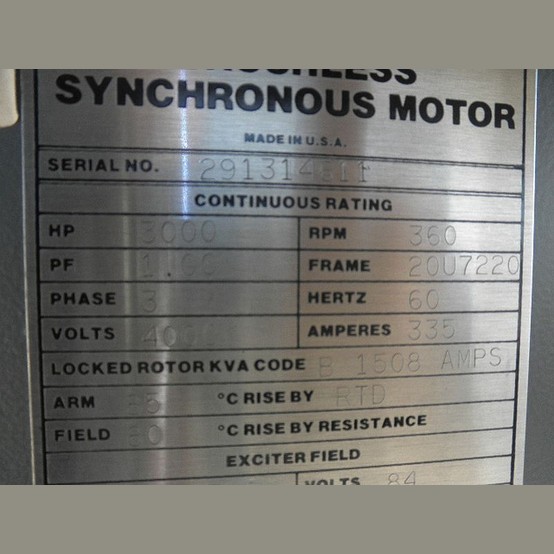 SYNCHRONOUS MOTOR
MADE IN U.S.A.
SERIAL NO.
CONTINUOUS RATING
HP 3000 RPM 360
PF 1.00 FRAME 20U7220
PHASE 3 HERTZ 60
VOLTS 4000 AMPERES 335
LOCKED ROTOR KVA CODE B 1508 AMPS
ARM °C RISE BY RTD
FIELD °C RISE BY RESISTANCE
EXCITER FIELD
VOLTS 84